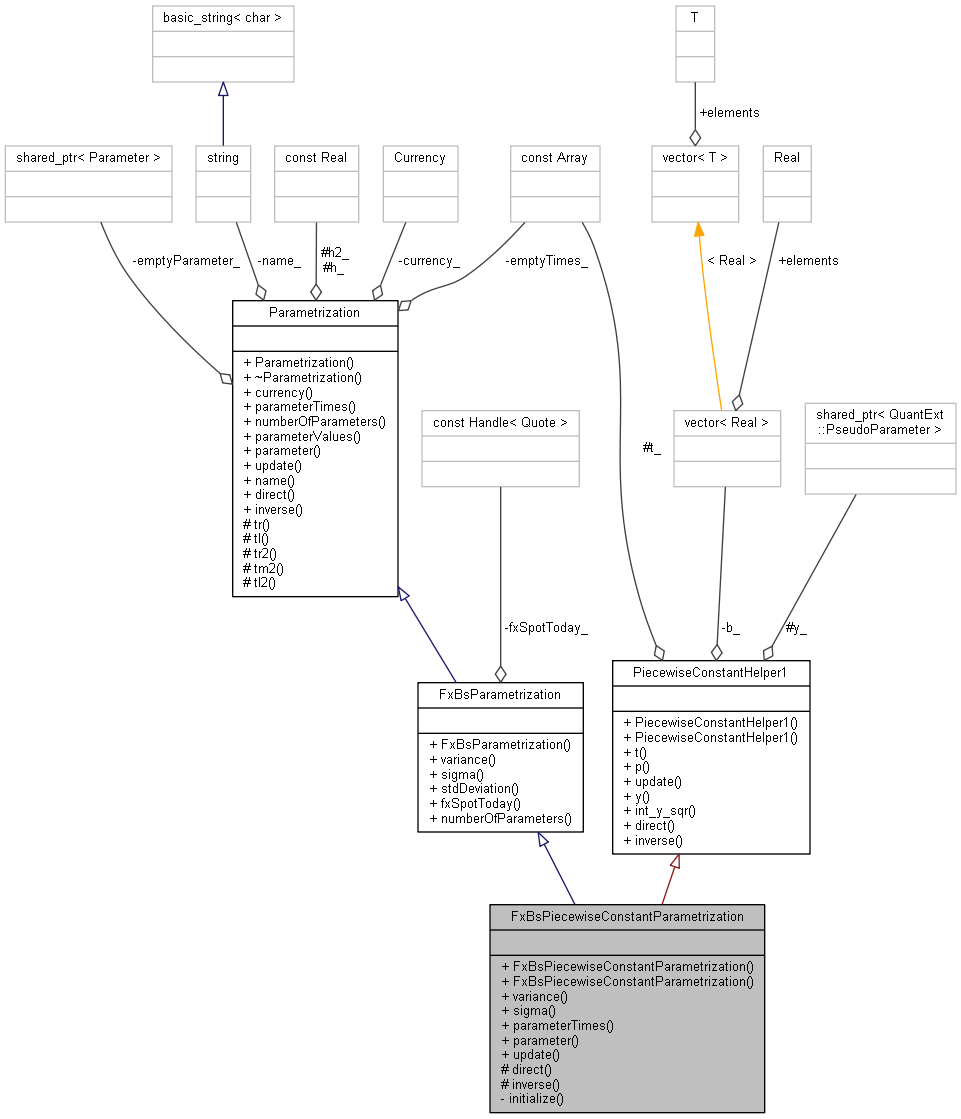 basic_string< char >
T
+elements
shared_ptr< Parameter >
string
const Real
Currency
const Array
vector< T >
Real
-emptyParameter_
-name_
#h2_
#h_
-currency_
-emptyTimes_
< Real >
+elements
Parametrization
+ Parametrization()
+ ~Parametrization()
+ currency()
+ parameterTimes()
+ numberOfParameters()
+ parameterValues()
+ parameter()
+ update()
+ name()
+ direct()
+ inverse()
# tr()
# tl()
# tr2()
# tm2()
# tl2()
const Handle< Quote >
vector< Real >
shared_ptr< QuantExt
::PseudoParameter >
#t_
-fxSpotToday_
-b_
#y_
FxBsParametrization
+ FxBsParametrization()
+ variance()
+ sigma()
+ stdDeviation()
+ fxSpotToday()
+ numberOfParameters()
PiecewiseConstantHelper1
+ PiecewiseConstantHelper1()
+ PiecewiseConstantHelper1()
+ t()
+ p()
+ update()
+ y()
+ int_y_sqr()
+ direct()
+ inverse()
FxBsPiecewiseConstantParametrization
+ FxBsPiecewiseConstantParametrization()
+ FxBsPiecewiseConstantParametrization()
+ variance()
+ sigma()
+ parameterTimes()
+ parameter()
+ update()
# direct()
# inverse()
- initialize()